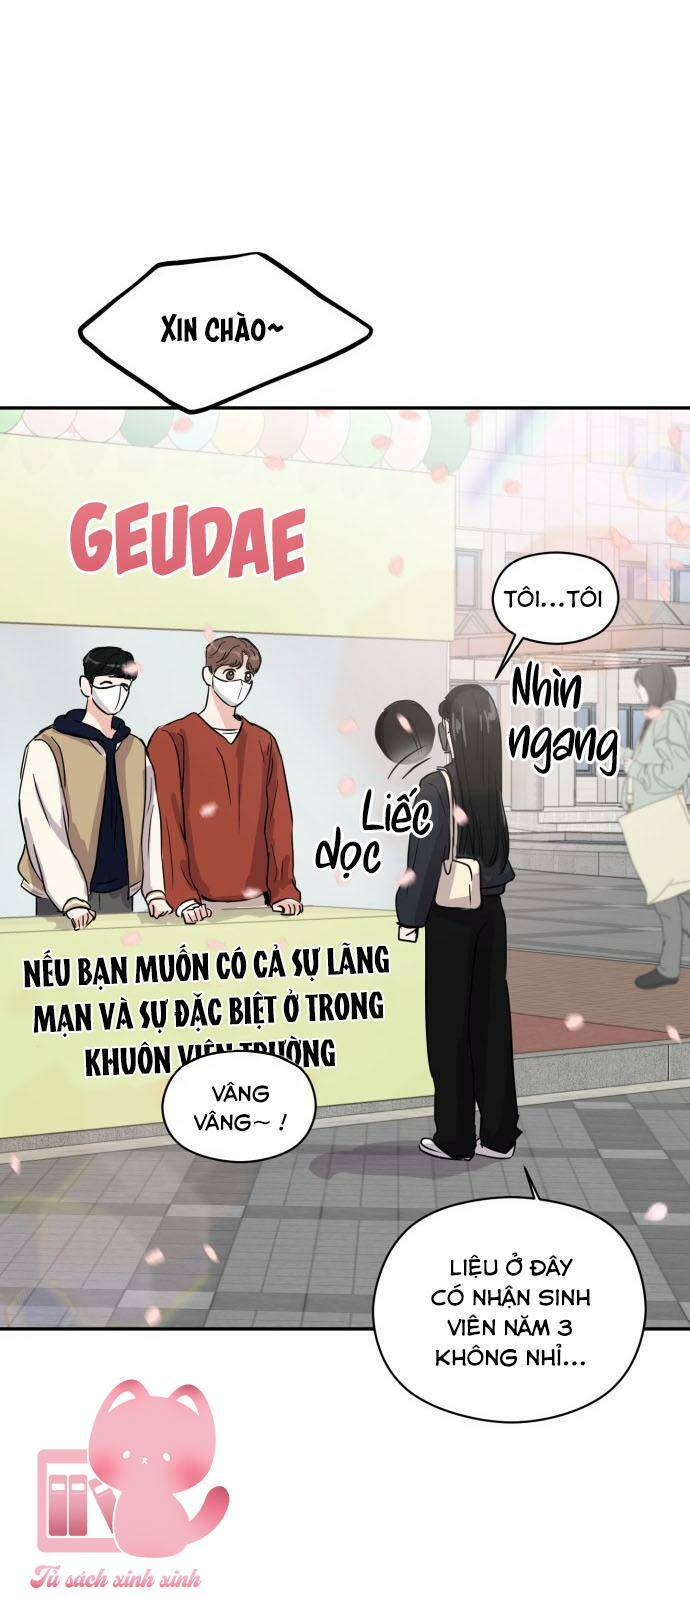 XIN CHÀO~
GEUDAE
TÔI...TÔI
Nhìn
ngang
Liếc
dọc
NẾU BẠN MUỐN CÓ CẢ SỰ LÃNG
MẠN VÀ SỰ ĐẶC BIỆT Ở TRONG
KHUÔN VIÊN TRƯỜNG
VÂNG
VÂNG~ !
LIỆU Ở ĐÂY
CÓ NHẬN SINH
VIÊN NĂM 3
KHÔNG NHỈ...
Tủ sách xinh xinh